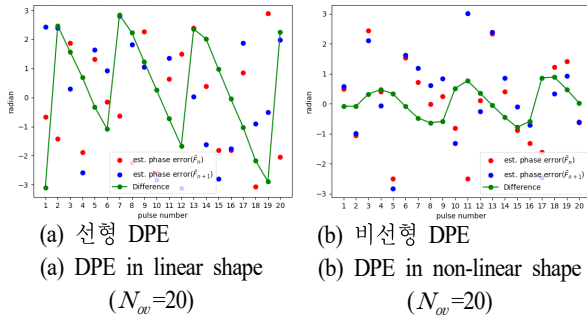 (a)
(b)
radian
3
2
1
0
−1
−2
−3
est. phase error(F̂n)
est. phase error(F̂n+1)
Difference
1 2 3 4 5 6 7 8 9 10 11 12 13 14 15 16 17 18 19 20
pulse number
radian
3
2
1
0
−1
−2
−3
est. phase error(F̂n)
est. phase error(F̂n+1)
Difference
1 2 3 4 5 6 7 8 9 10 11 12 13 14 15 16 17 18 19 20
pulse number
(a) 선형 DPE
(a) DPE in linear shape
(Nov=20)
(b) 비선형 DPE
(b) DPE in non-linear shape
(Nov=20)